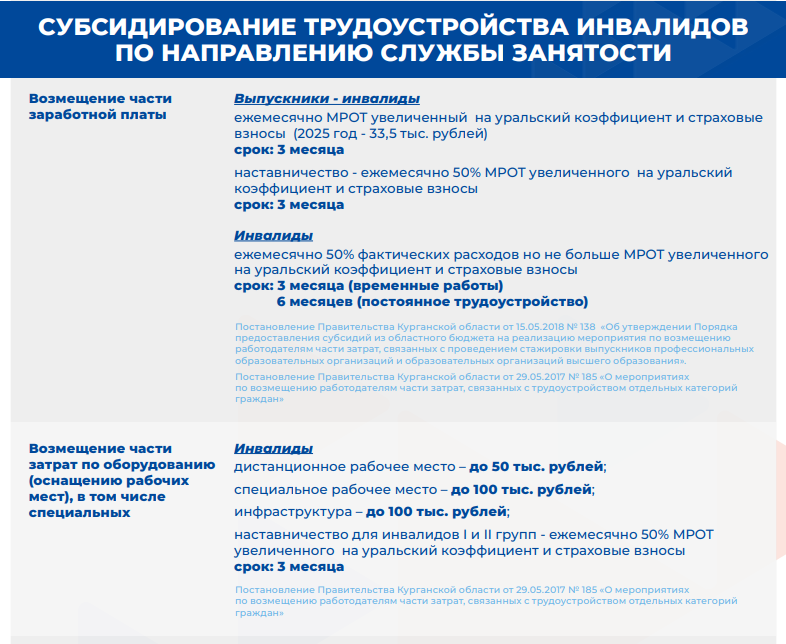 СУБСИДИРОВАНИЕ ТРУДОУСТРОЙСТВА ИНВАЛИДОВ
ПО НАПРАВЛЕНИЮ СЛУЖБЫ ЗАНЯТОСТИ
Возмещение части
заработной платы
Выпускники - инвалиды
ежемесячно МРОТ увеличенный на уральский коэффициент и страховые
взносы (2025 год - 33,5 тыс. рублей)
срок: 3 месяца
наставничество - ежемесячно 50% МРОТ увеличенного на уральский
коэффициент и страховые взносы
срок: 3 месяца
Инвалиды
ежемесячно 50% фактических расходов но не больше МРОТ увеличенного
на уральский коэффициент и страховые взносы
срок: 3 месяца (временные работы)
6 месяцев (постоянное трудоустройство)
Постановление Правительства Курганской области от 15.05.2018 № 138 «Об утверждении Порядка
предоставления субсидий из областного бюджета на реализацию мероприятия по возмещению
работодателям части затрат, связанных с проведением стажировки выпускников профессиональных
образовательных организаций и образовательных организаций высшего образования».
Постановление Правительства Курганской области от 29.05.2017 № 185 «О мероприятиях
по возмещению работодателям части затрат, связанных с трудоустройством отдельных категорий
граждан»
Возмещение части
затрат по оборудованию
(оснащению рабочих
мест), в том числе
специальных
Инвалиды
дистанционное рабочее место – до 50 тыс. рублей;
специальное рабочее место – до 100 тыс. рублей;
инфраструктура – до 100 тыс. рублей;
наставничество для инвалидов I и II групп - ежемесячно 50% МРОТ
увеличенного на уральский коэффициент и страховые взносы
срок: 3 месяца
Постановление Правительства Курганской области от 29.05.2017 № 185 «О мероприятиях
по возмещению работодателям части затрат, связанных с трудоустройством отдельных категорий
граждан»